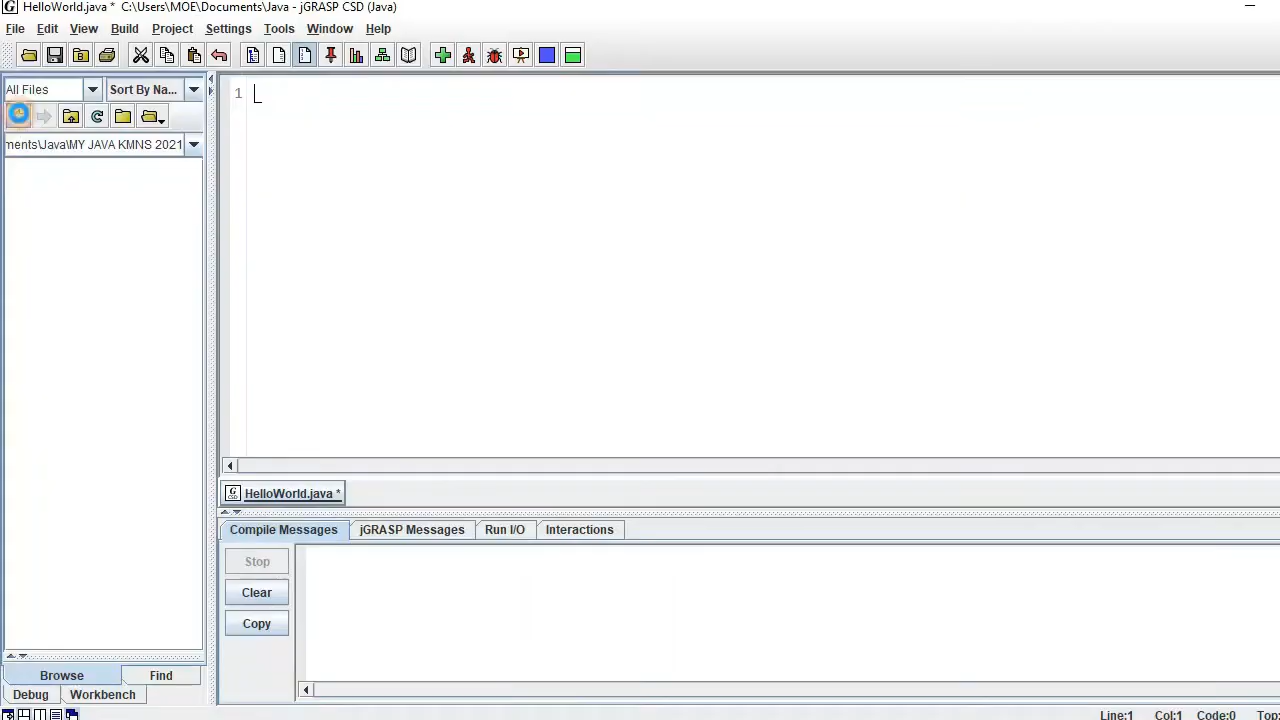 HelloWorld.java * C:\Users\MOE\Documents\Java - jGRASP CSD (Java)
File Edit View Build Project Settings Tools Window Help
All Files Sort By Na...
ments\Java\MY JAVA KMNS 2021
1
HelloWorld.java *
Compile Messages jGRASP Messages Run I/O Interactions
Stop
Clear
Copy
Browse Find
Debug Workbench
Line:1 Col:1 Code:0 Top: